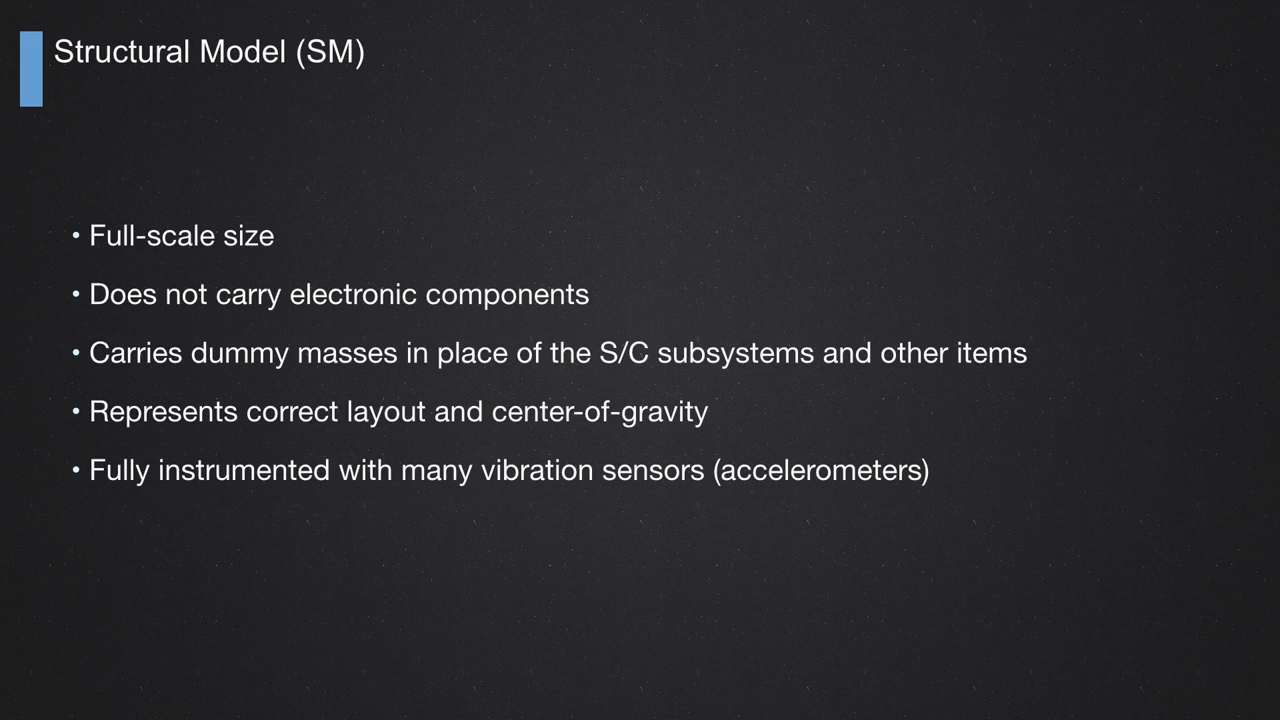 Structural Model (SM)
• Full-scale size
• Does not carry electronic components
• Carries dummy masses in place of the S/C subsystems and other items
• Represents correct layout and center-of-gravity
• Fully instrumented with many vibration sensors (accelerometers)